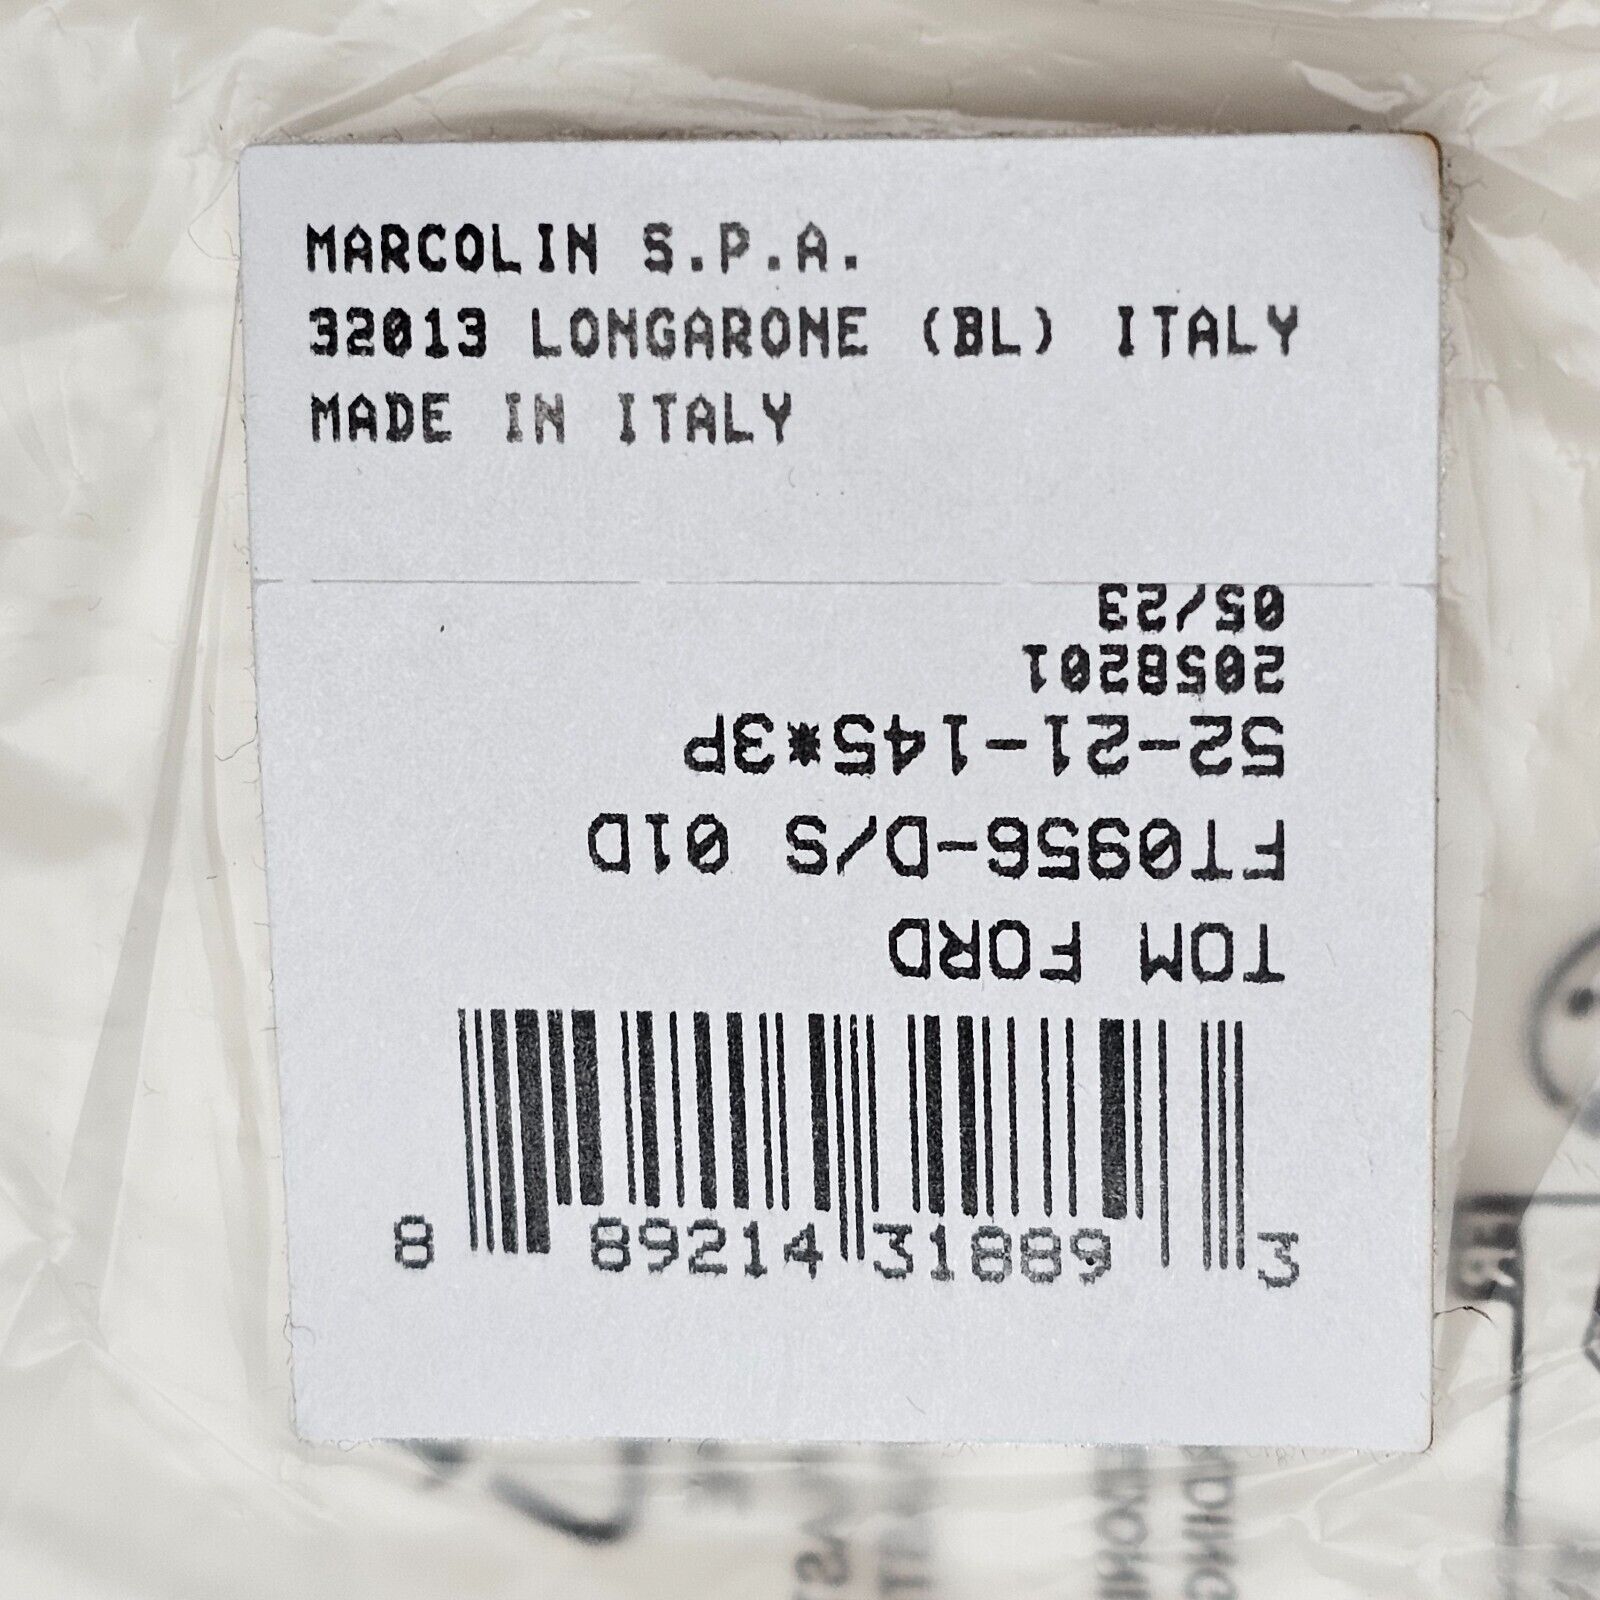 MARCOLIN S.P.A.
32013 LONGARONE (BL) ITALY
MADE IN ITALY
TOM FORD
FT0956-D/S 01D
52-21-145*3P
2058201
05/23
8 89214 31889 3